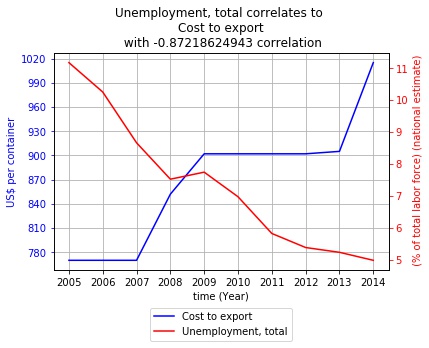 Unemployment, total correlates to
Cost to export
with -0.87218624943 correlation
1020
990
960
930
900
870
840
810
780
US$ per container
11
10
9
8
7
6
5
(% of total labor force) (national estimate)
2005 2006 2007 2008 2009 2010 2011 2012 2013 2014
time (Year)
Cost to export
Unemployment, total